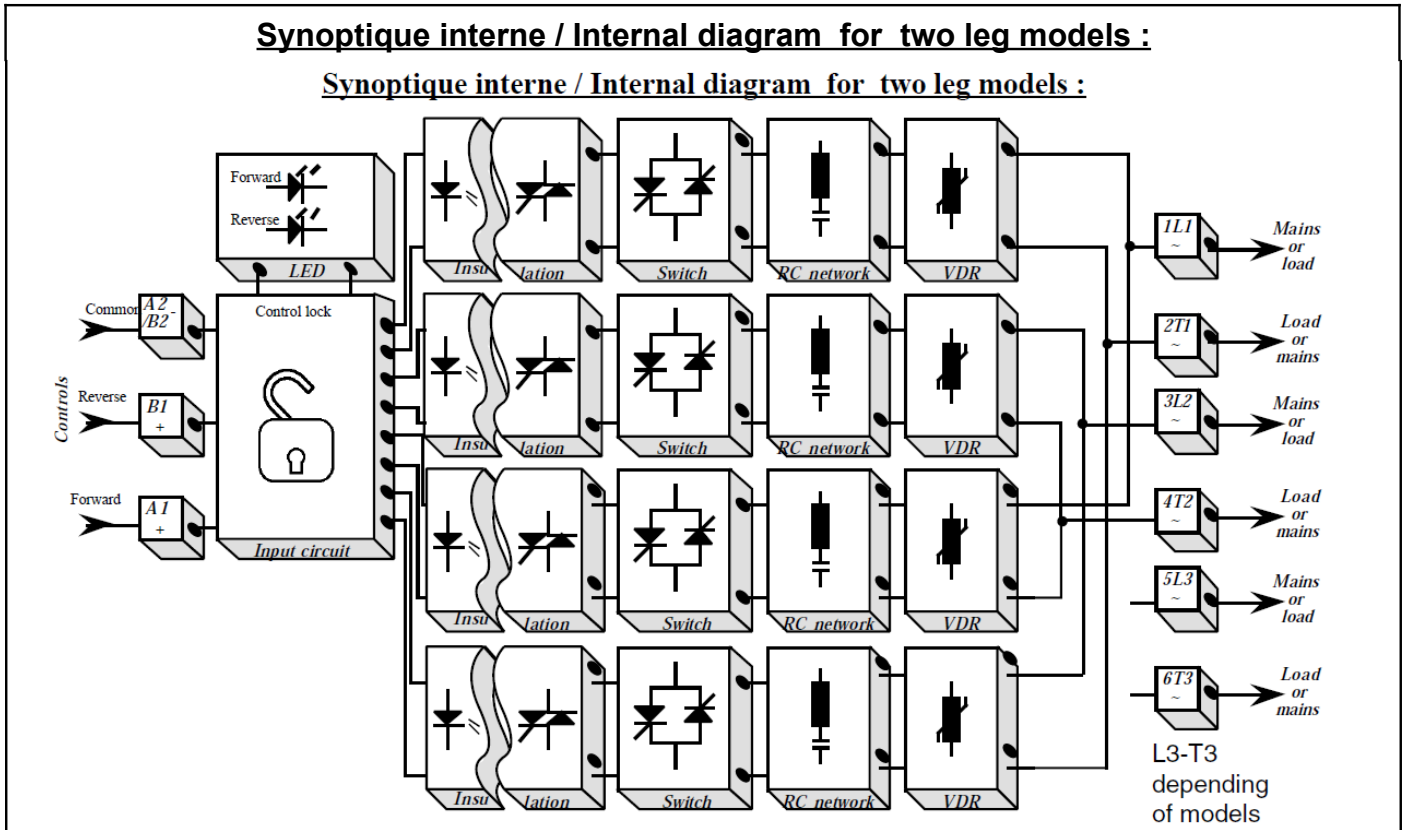 Synoptique interne / Internal diagram for two leg models :
Synoptique interne / Internal diagram for two leg models :
Forward
Reverse
LED
Control lock
Input circuit
Controls
Common
A2 -
/B2
Reverse
B1
+
Forward
A1
+
Insu lation
Switch
RC network
VDR
Insu lation
Switch
RC network
VDR
Insu lation
Switch
RC network
VDR
Insu lation
Switch
RC network
VDR
1L1
~
Mains
or
load
2T1
~
Load
or
mains
3L2
~
Mains
or
load
4T2
~
Load
or
mains
5L3
~
Mains
or
load
6T3
~
Load
or
mains
L3-T3
depending
of models